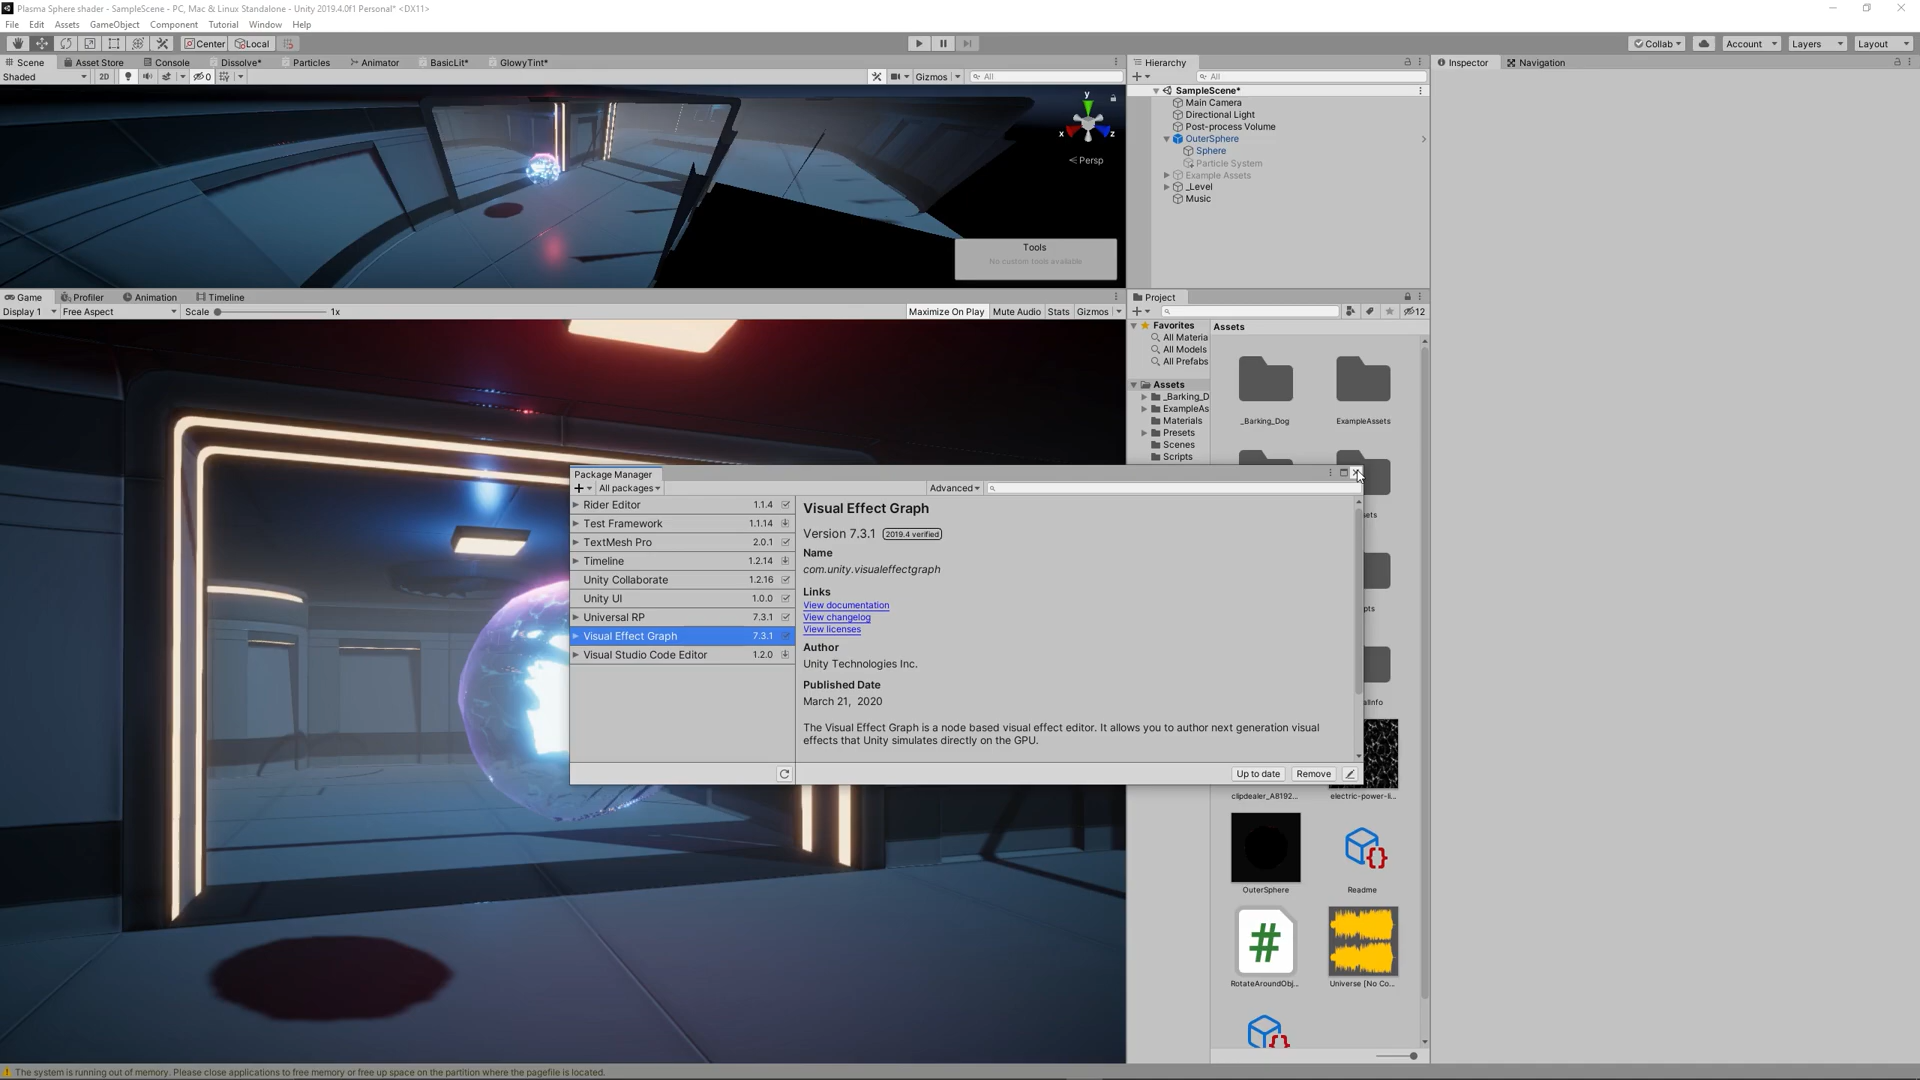 Plasma Sphere shader - SampleScene - PC, Mac & Linux Standalone - Unity 2019.4.0f1 Personal* <DX11>
File Edit Assets GameObject Component Tutorial Window Help
Center Local Collab Account Layers Layout
Scene Asset Store Console Dissolve* Particles Animator BasicLit* GlowyTint*
Shaded 2D 0 Gizmos All
y
x z
Persp
Tools
No custom tools available
Hierarchy
All
SampleScene*
Main Camera
Directional Light
Post-process Volume
OuterSphere
Sphere
Particle System
Example Assets
_Level
Music
Inspector Navigation
Game Profiler Animation Timeline
Display 1 Free Aspect Scale 1x Maximize On Play Mute Audio Stats Gizmos
Project
12
Favorites
All Materia
All Models
All Prefabs
Assets
_Barking_D
ExampleAs
Materials
Presets
Scenes
Scripts
Assets
_Barking_Dog
ExampleAssets
sets
pts
alInfo
clipdealer_A8192...
electric-power-li...
OuterSphere
Readme
RotateAroundObj...
Universe [No Co...
Package Manager
All packages Advanced
Rider Editor 1.1.4
Test Framework 1.1.14
TextMesh Pro 2.0.1
Timeline 1.2.14
Unity Collaborate 1.2.16
Unity UI 1.0.0
Universal RP 7.3.1
Visual Effect Graph 7.3.1
Visual Studio Code Editor 1.2.0
Visual Effect Graph
Version 7.3.1 2019.4 verified
Name
com.unity.visualeffectgraph
Links
View documentation
View changelog
View licenses
Author
Unity Technologies Inc.
Published Date
March 21, 2020
The Visual Effect Graph is a node based visual effect editor. It allows you to author next generation visual
effects that Unity simulates directly on the GPU.
Up to date Remove
The system is running out of memory. Please close applications to free memory or free up space on the partition where the pagefile is located.